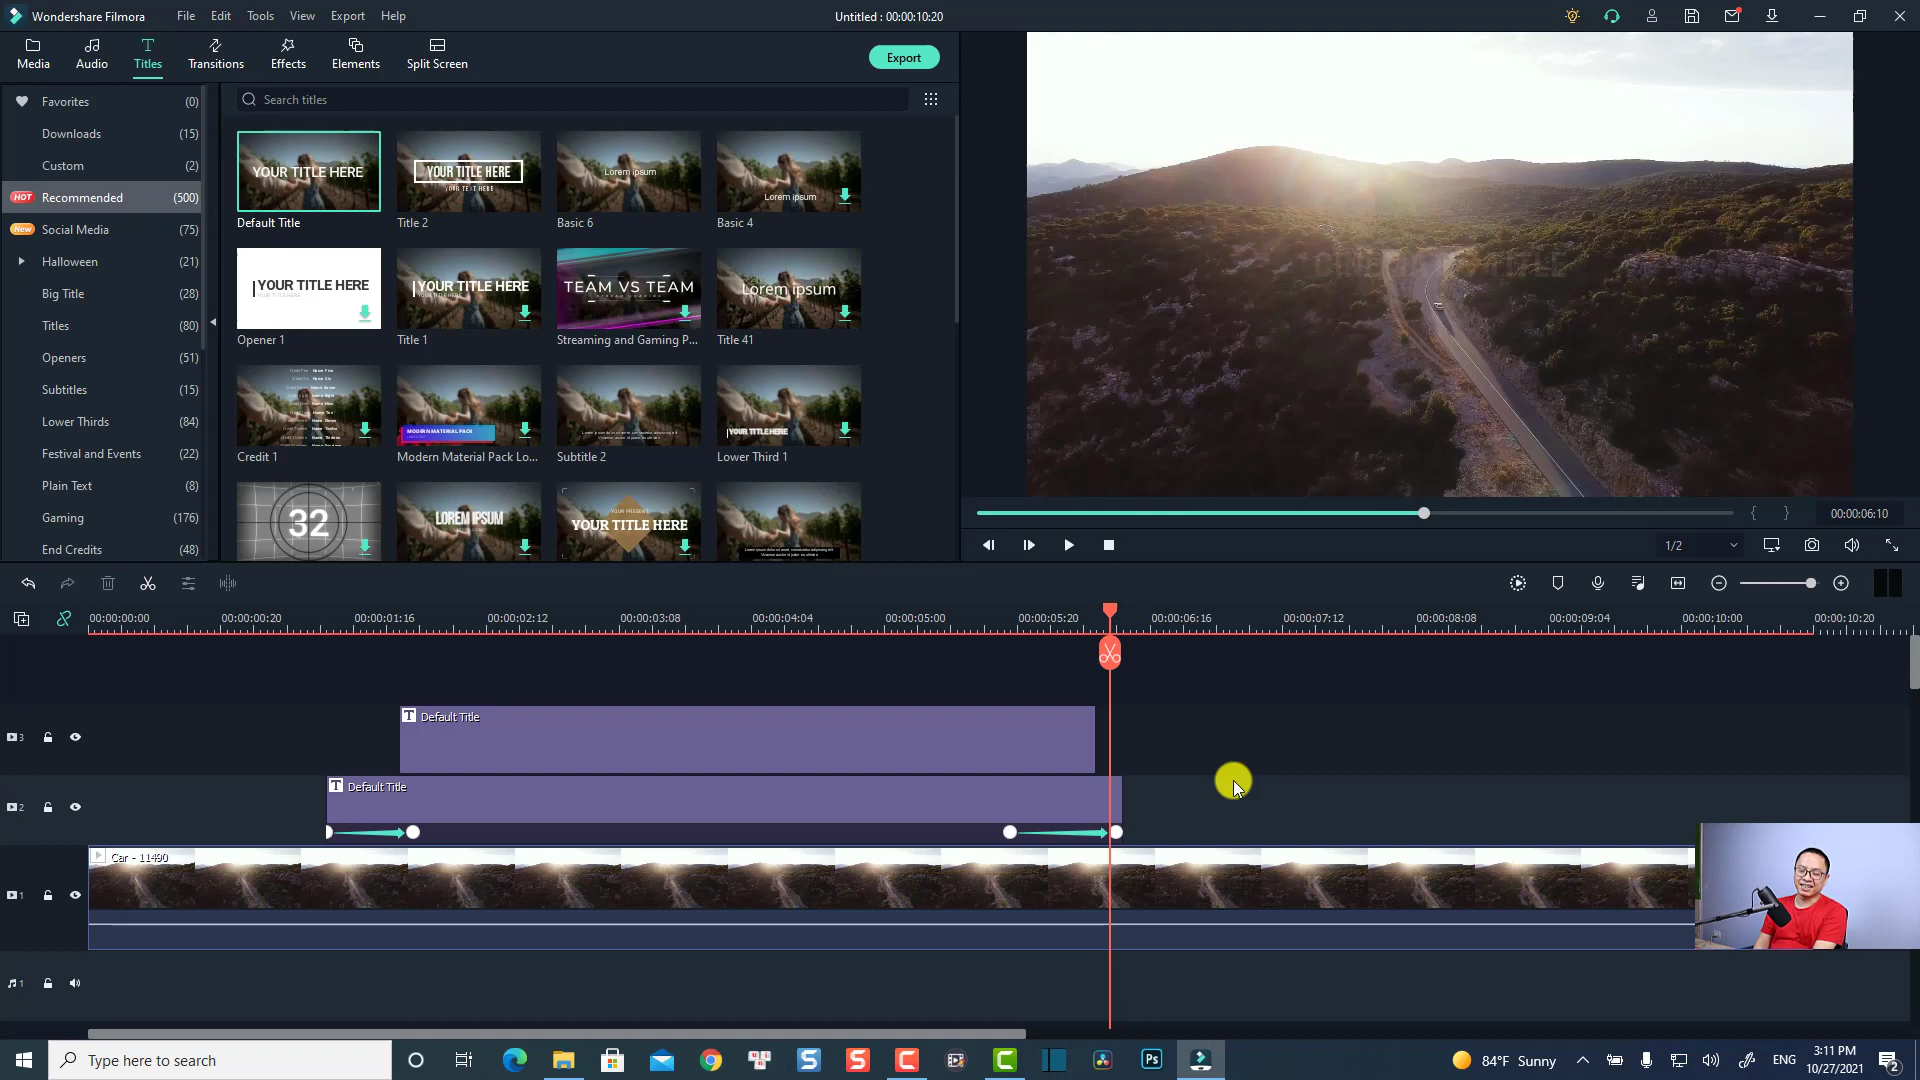 Wondershare Filmora File Edit Tools View Export Help Untitled : 00:00:10:20
Media Audio Titles Transitions Effects Elements Split Screen Export
Favorites (0)
Downloads (15)
Custom (2)
HOT Recommended (500)
New Social Media (75)
Halloween (21)
Big Title (28)
Titles (80)
Openers (51)
Subtitles (15)
Lower Thirds (84)
Festival and Events (22)
Plain Text (8)
Gaming (176)
End Credits (48)
Search titles
YOUR TITLE HERE
Default Title
YOUR TITLE HERE
YOUR TEXT HERE
Title 2
Lorem ipsum
Basic 6
Lorem ipsum
Basic 4
YOUR TITLE HERE
Opener 1
YOUR TITLE HERE
Title 1
TEAM VS TEAM
Streaming and Gaming P...
Lorem ipsum
Title 41
Credit 1
MODERN MATERIAL PACK
Modern Material Pack Lo...
Subtitle 2
YOUR TITLE HERE
Lower Third 1
32
LOREM IPSUM
YOUR PRESENT
YOUR TITLE HERE
00:00:06:10
1/2
00:00:00:00 00:00:00:20 00:00:01:16 00:00:02:12 00:00:03:08 00:00:04:04 00:00:05:00 00:00:05:20 00:00:06:16 00:00:07:12 00:00:08:08 00:00:09:04 00:00:10:00 00:00:10:20
3
T Default Title
2
T Default Title
1
Car - 11490
1
Type here to search
S S C C Ps
84°F Sunny
ENG
3:11 PM
10/27/2021
2